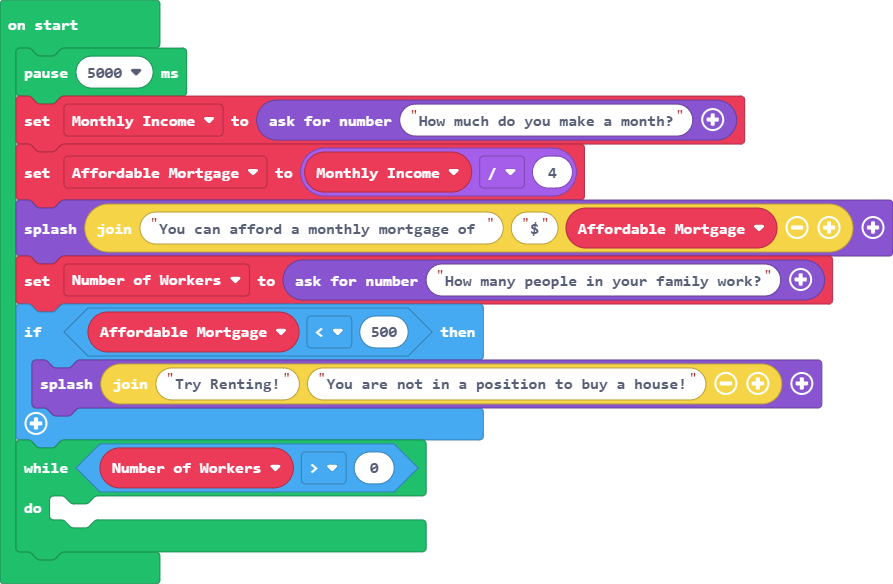 on start
pause 5000 ms
set Monthly Income to ask for number "How much do you make a month?"
set Affordable Mortgage to Monthly Income / 4
splash join "You can afford a monthly mortgage of " "$" Affordable Mortgage
set Number of Workers to ask for number "How many people in your family work?"
if Affordable Mortgage < 500 then
splash join "Try Renting!" "You are not in a position to buy a house!"
while Number of Workers > 0
do